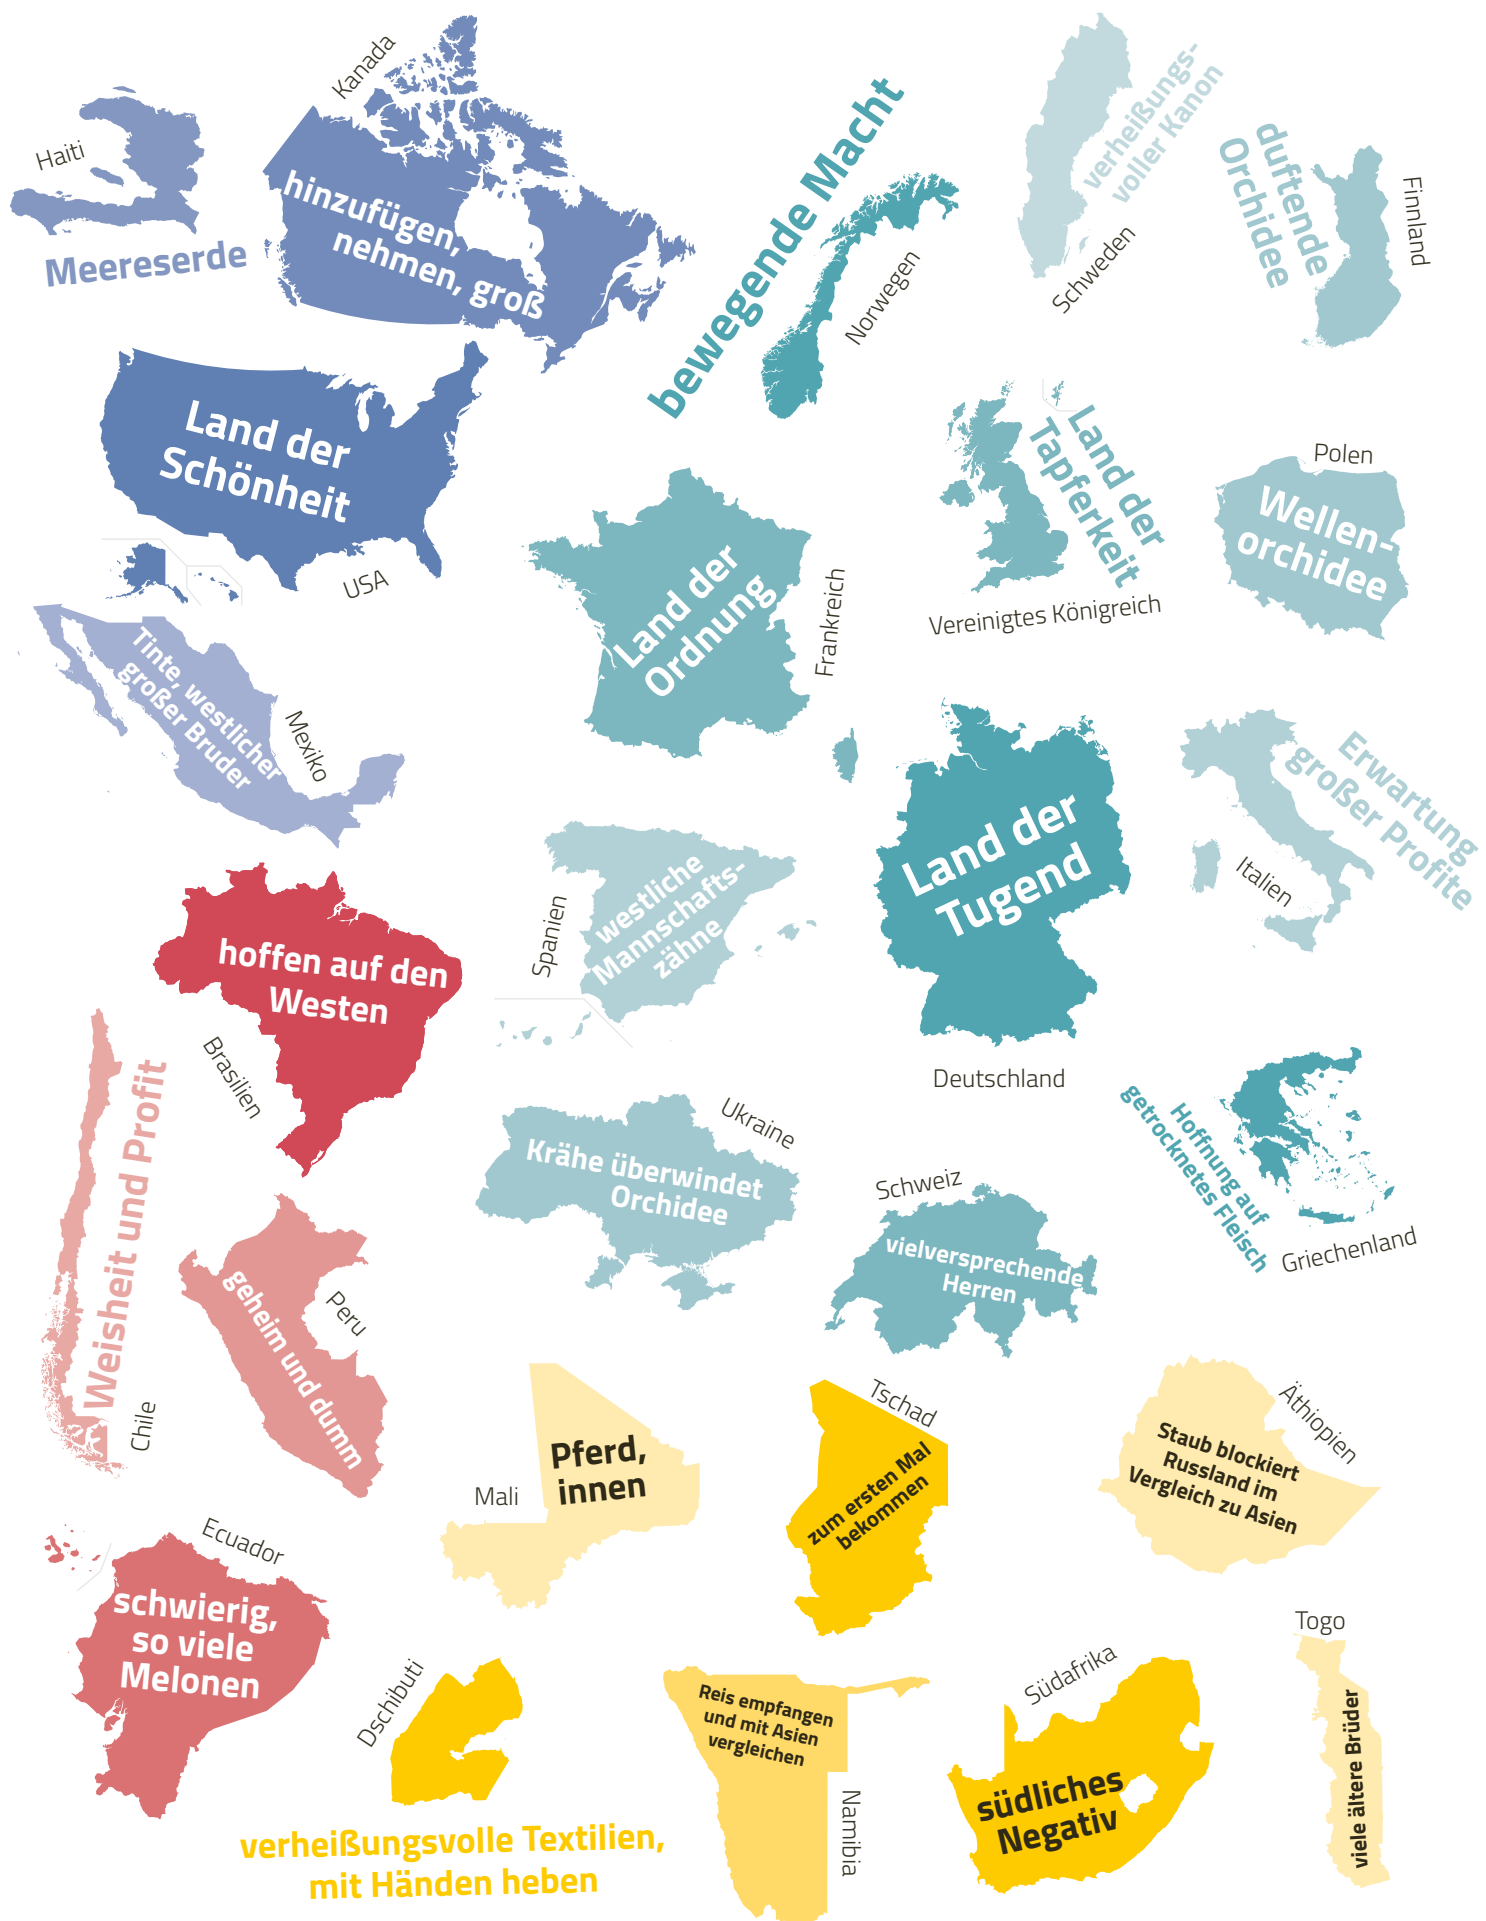 Kanada
Haiti
hinzufügen,
nehmen, groß
Meereserde
bewegende Macht
Norwegen
verheißungs-
voller Kanon
Schweden
duftende
Orchidee
Finnland
Land der
Schönheit
USA
Land der
Tapferkeit
Vereinigtes Königreich
Polen
Wellen-
orchidee
Land der
Ordnung
Frankreich
Tinte, westlicher
großer Bruder
Mexiko
Land der
Tugend
Deutschland
Erwartung
großer Profite
Italien
westliche
Mannschafts-
zähne
Spanien
hoffen auf den
Westen
Brasilien
Weisheit und Profit
Chile
Ukraine
Krähe überwindet
Orchidee
Schweiz
vielversprechende
Herren
Hoffnung auf
getrocknetes Fleisch
Griechenland
geheim und dumm
Peru
Mali
Pferd,
innen
Tschad
zum ersten Mal
bekommen
Äthiopien
Staub blockiert
Russland im
Vergleich zu Asien
Ecuador
schwierig,
so viele
Melonen
Dschibuti
verheißungsvolle Textilien,
mit Händen heben
Reis empfangen
und mit Asien
vergleichen
Namibia
Südafrika
südliches
Negativ
Togo
viele ältere Brüder